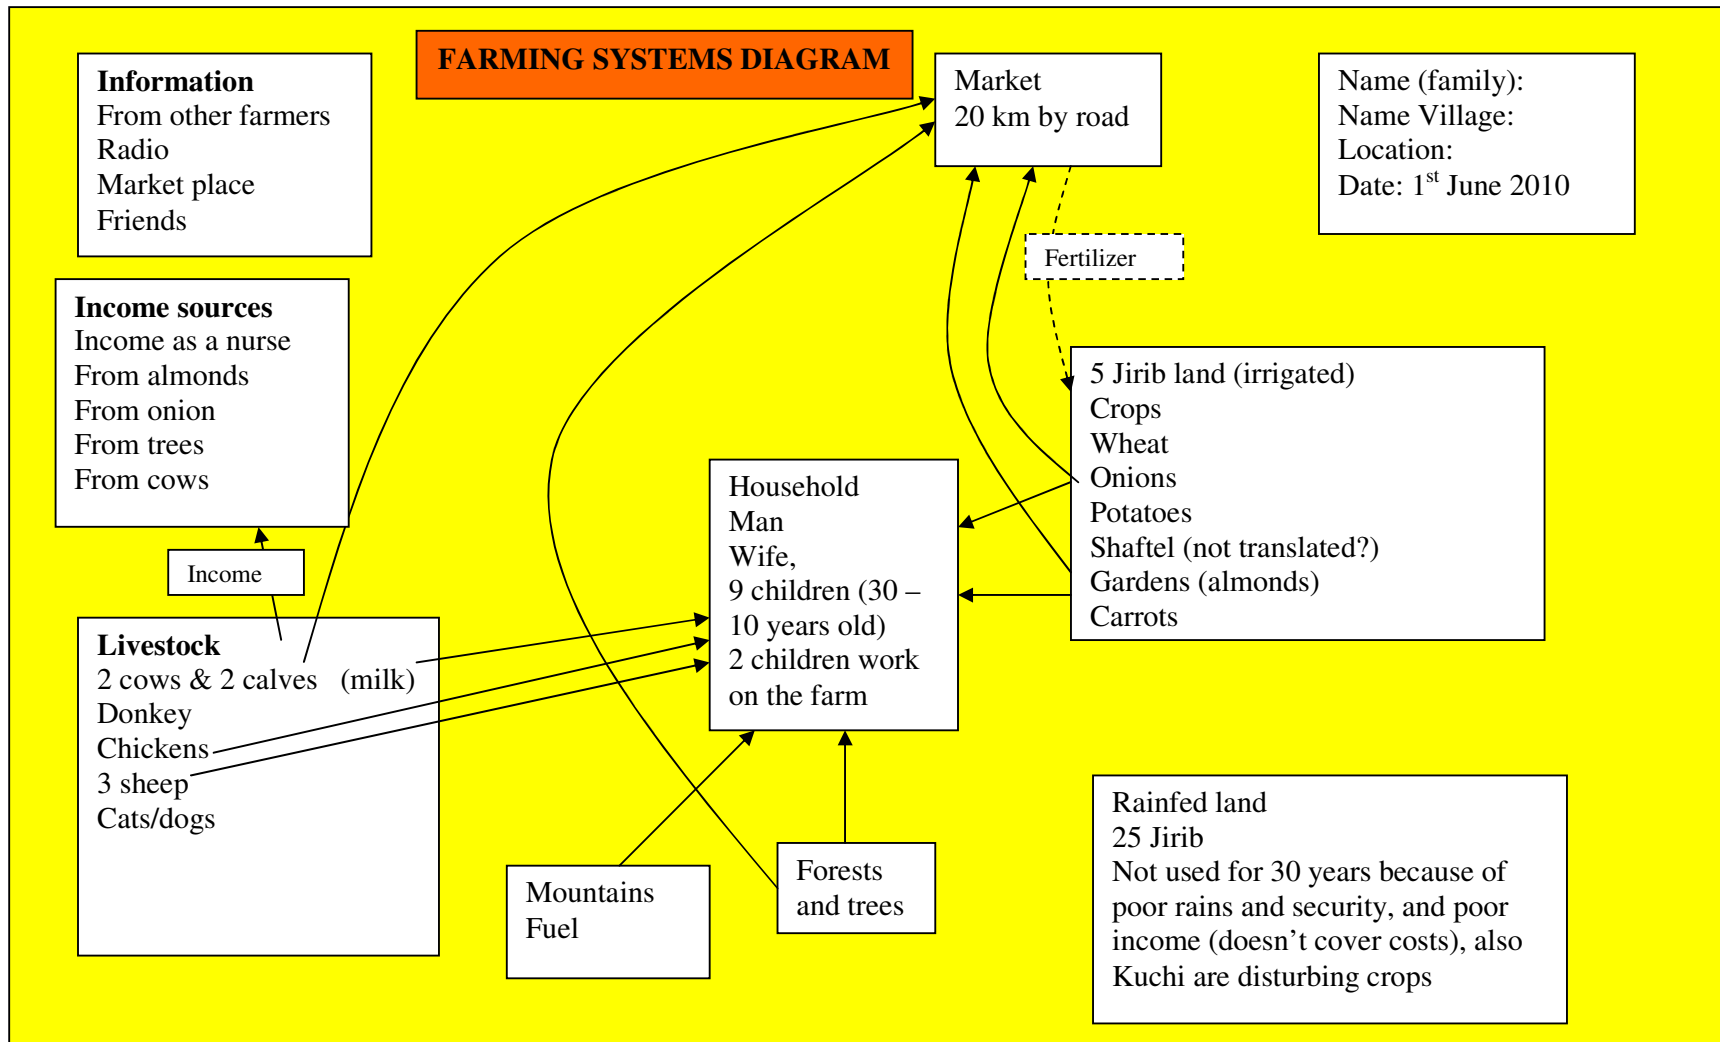 FARMING SYSTEMS DIAGRAM
Information
From other farmers
Radio
Market place
Friends
Market
20 km by road
Name (family):
Name Village:
Location:
Date: 1st June 2010
Fertilizer
Income sources
Income as a nurse
From almonds
From onion
From trees
From cows
Income
5 Jirib land (irrigated)
Crops
Wheat
Onions
Potatoes
Shaftel (not translated?)
Gardens (almonds)
Carrots
Household
Man
Wife,
9 children (30 –
10 years old)
2 children work
on the farm
Livestock
2 cows & 2 calves (milk)
Donkey
Chickens
3 sheep
Cats/dogs
Mountains
Fuel
Forests
and trees
Rainfed land
25 Jirib
Not used for 30 years because of
poor rains and security, and poor
income (doesn't cover costs), also
Kuchi are disturbing crops